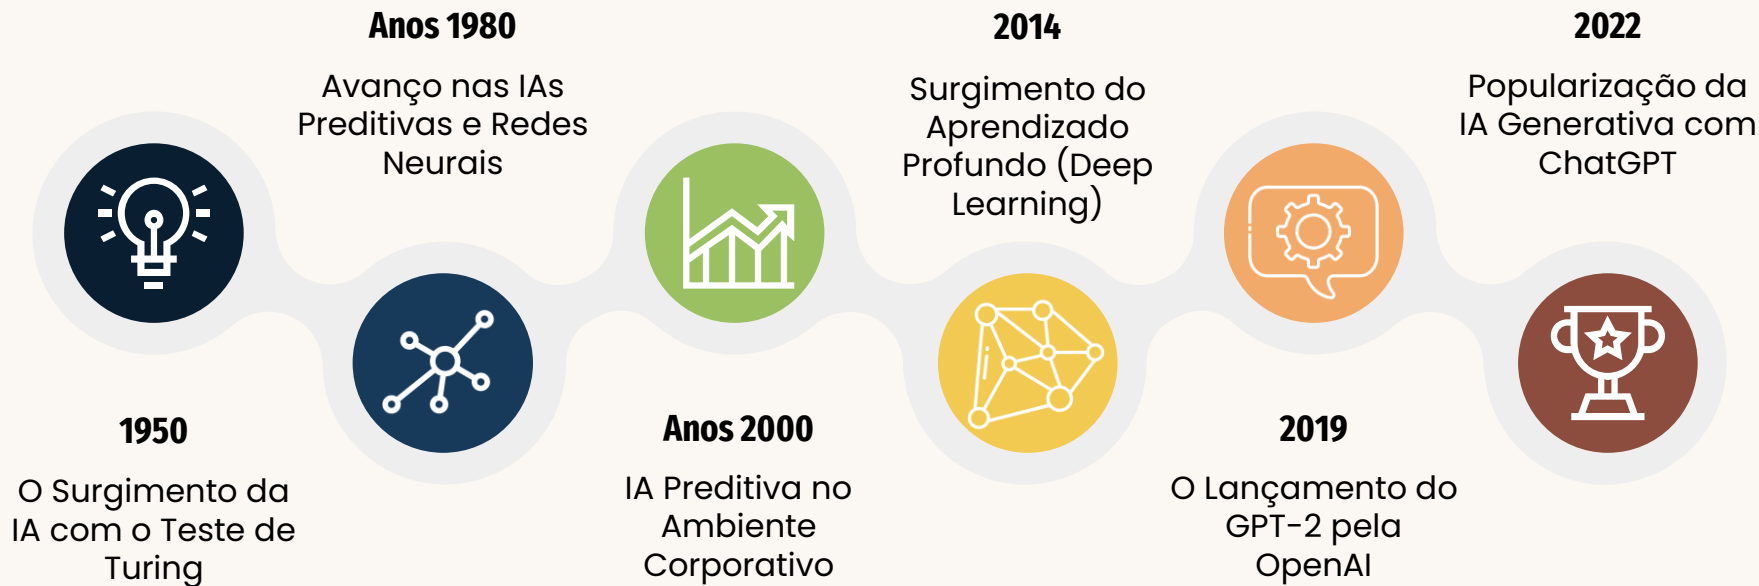 1950
O Surgimento da
IA com o Teste de
Turing
Anos 1980
Avanço nas IAs
Preditivas e Redes
Neurais
Anos 2000
IA Preditiva no
Ambiente
Corporativo
2014
Surgimento do
Aprendizado
Profundo (Deep
Learning)
2019
O Lançamento do
GPT-2 pela
OpenAI
2022
Popularização da
IA Generativa com
ChatGPT